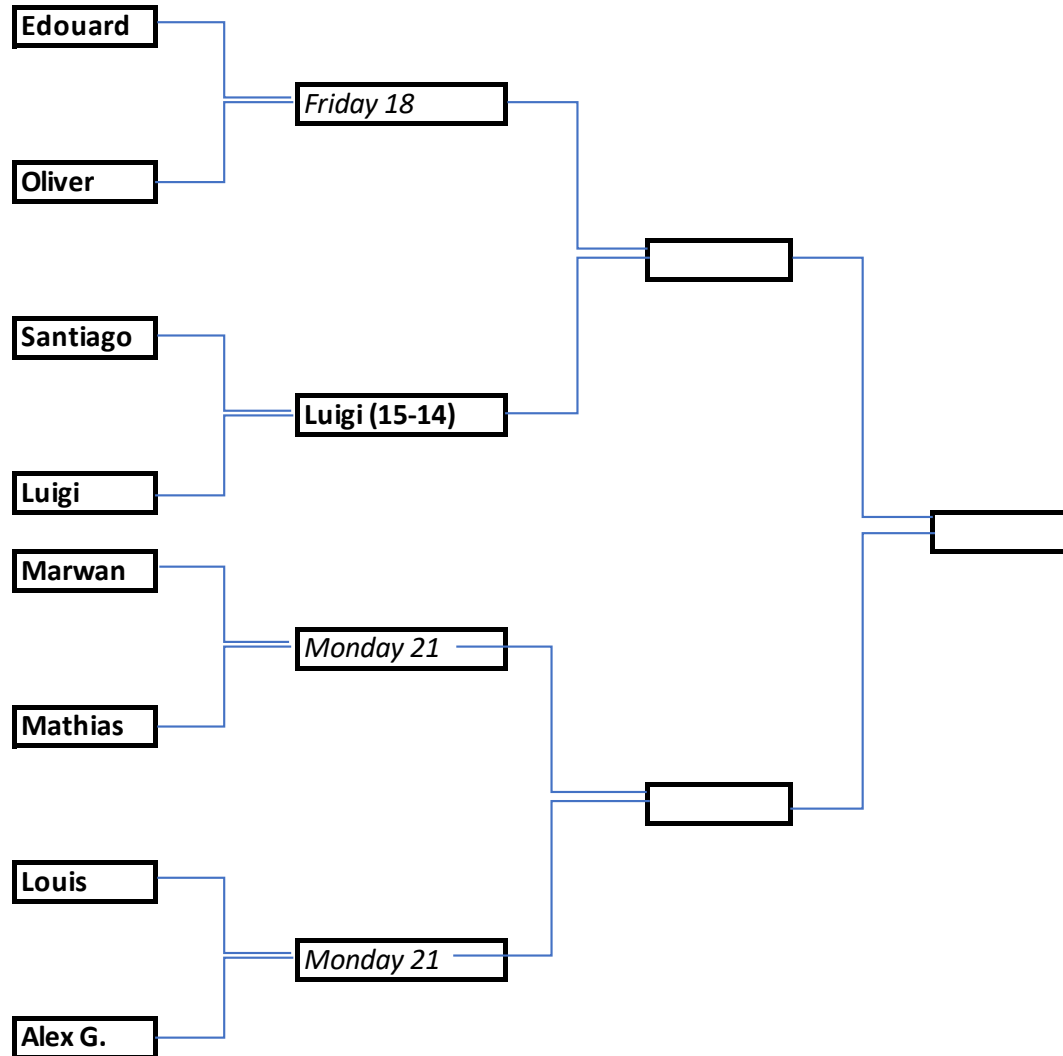 Edouard
Friday 18
Oliver
Santiago
Luigi (15-14)
Luigi
Marwan
Monday 21
Mathias
Louis
Monday 21
Alex G.